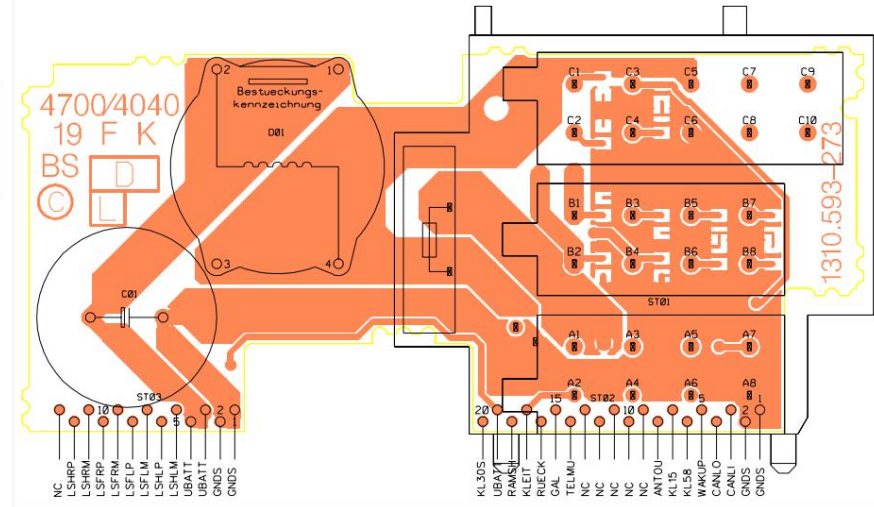 4700/4040
19 F K
BS D
© L
2 1
Bestueckungs-
kennzeichnung
D01
3 4
C01
C1 C3 C5 C7 C9
C2 C4 C6 C8 C10
B1 B3 B5 B7
B2 B4 B6 B8
ST01
A1 A3 A5 A7
A2 A4 A6 A8
1310.593-273
ST03
10 5 2 1
NC
LSHRP
LSHRM
LSFRP
LSFRM
LSFLP
LSFLM
LSHLP
LSHLM
UBATT
UBATT
GNDS
GNDS
ST02
20 15 10 5 2 1
KL30S
UBATT
RAMSH
KLEIT
RUECK
GAL
TELMU
NC
NC
NC
NC
NC
ANTOU
KL15
KL58
WAKUP
CANLO
CANLI
GNDS
GNDS